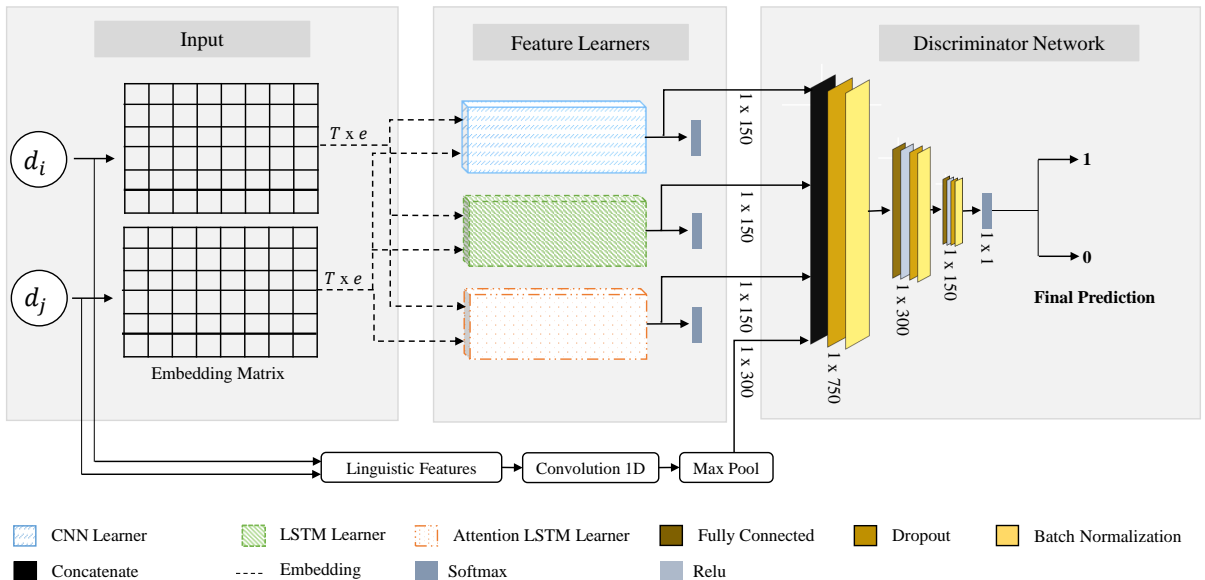 Input
Feature Learners
Discriminator Network
d_i
d_j
T x e
T x e
Embedding Matrix
1 x 150
1 x 150
1 x 150
1 x 300
1 x 750
1 x 300
1 x 150
1 x 1
1
0
Final Prediction
Linguistic Features
Convolution 1D
Max Pool
CNN Learner
LSTM Learner
Attention LSTM Learner
Fully Connected
Dropout
Batch Normalization
Concatenate
Embedding
Softmax
Relu